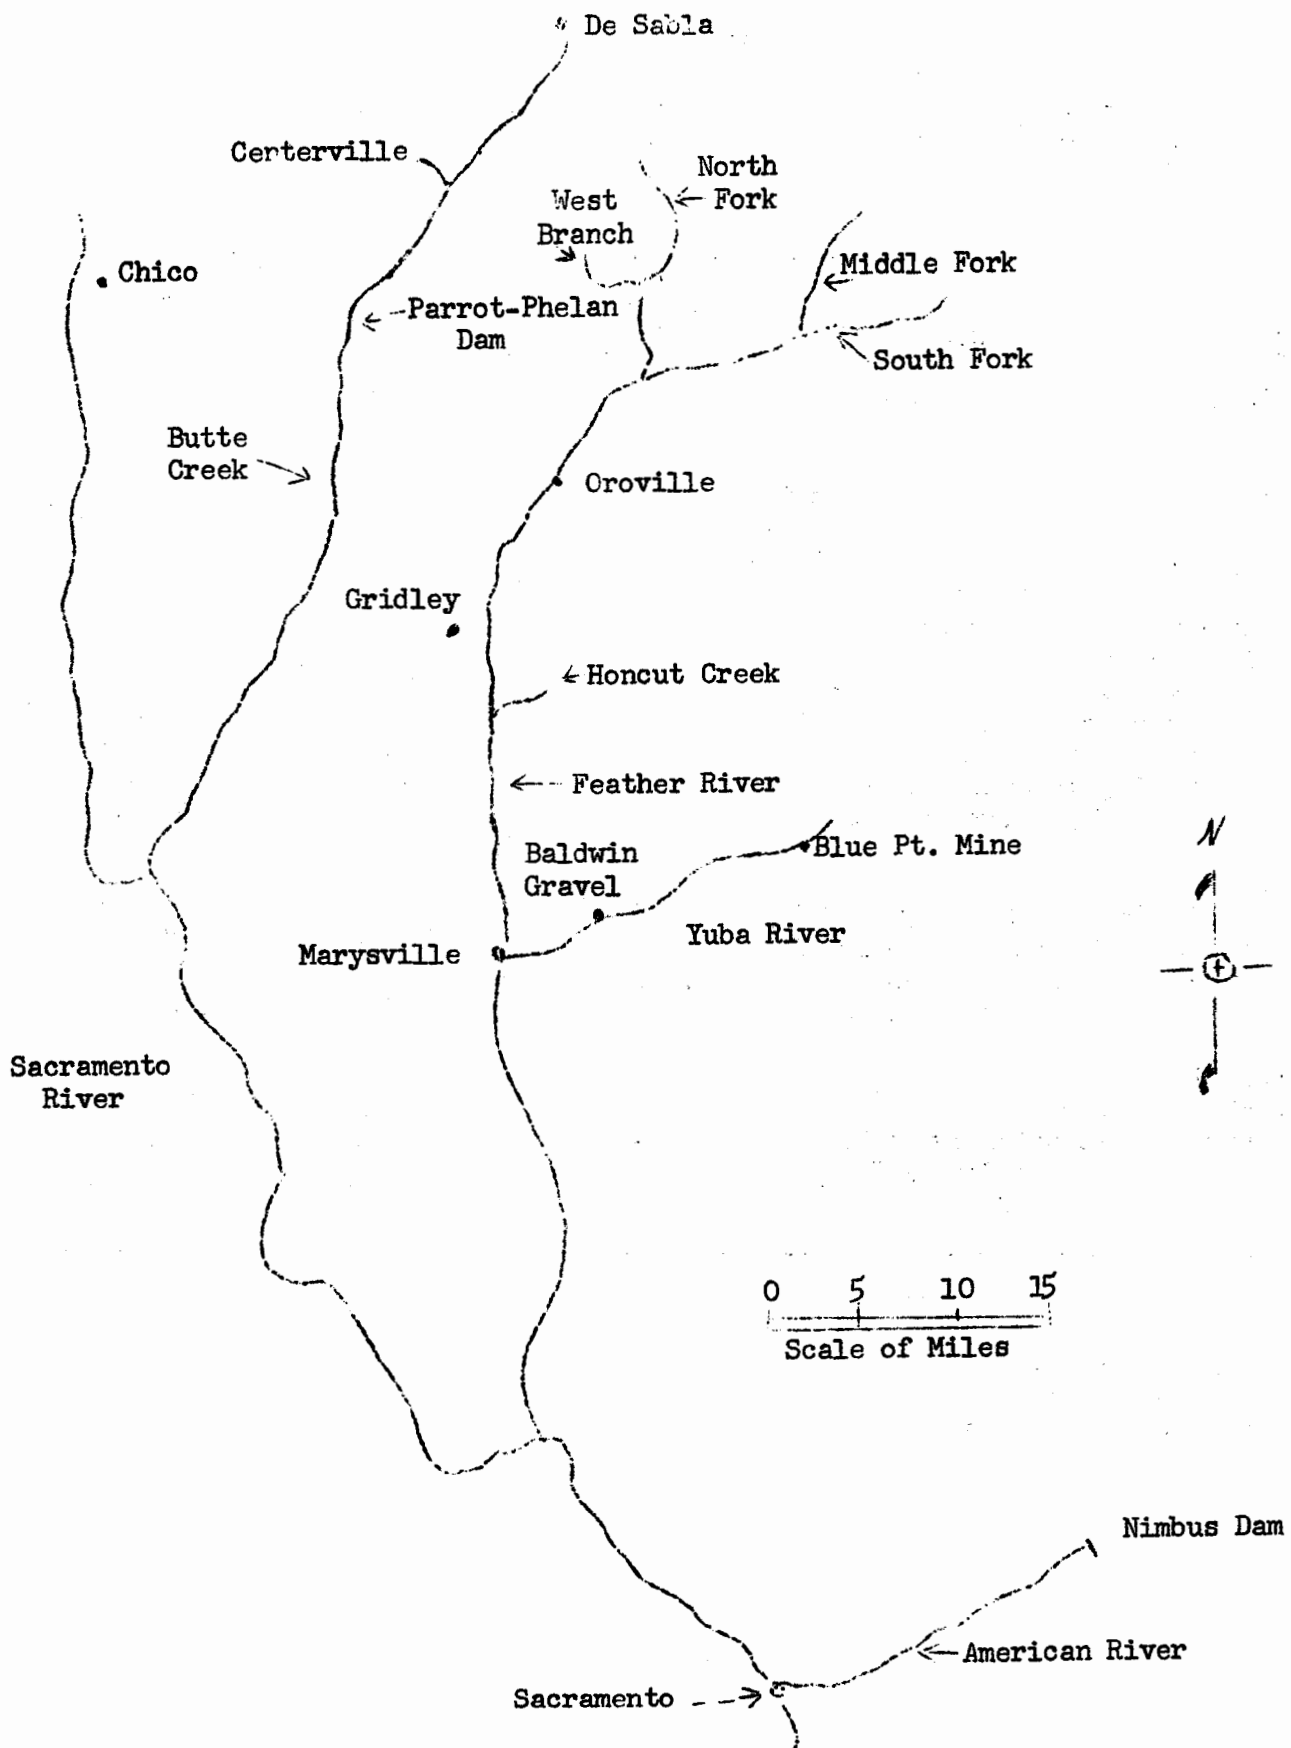 De Sabla
Centerville
North
Fork
West
Branch
Chico
Middle Fork
Parrot-Phelan
Dam
South Fork
Butte
Creek
Oroville
Gridley
Honcut Creek
Feather River
Baldwin
Gravel
Blue Pt. Mine
N
Yuba River
Marysville
Sacramento
River
0 5 10 15
Scale of Miles
Nimbus Dam
American River
Sacramento